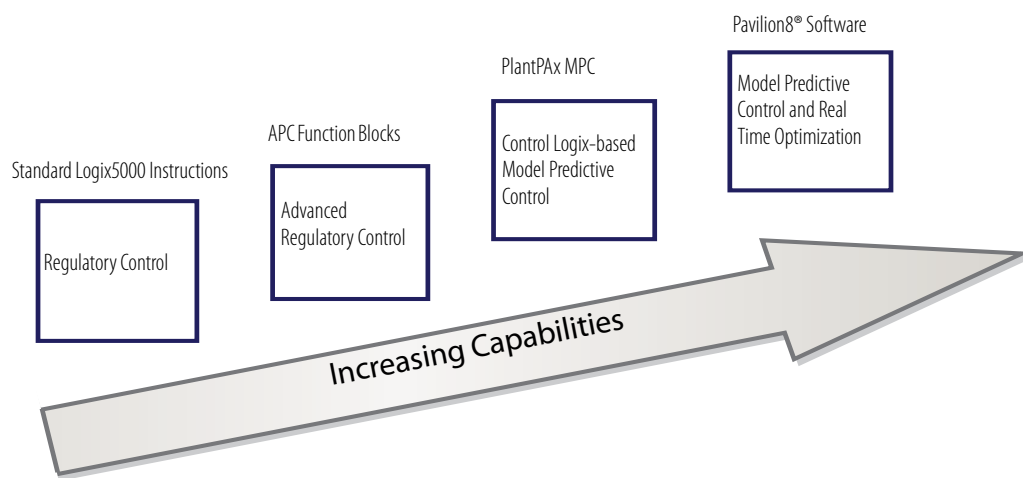 Standard Logix5000 Instructions
Regulatory Control
APC Function Blocks
Advanced
Regulatory Control
PlantPAx MPC
Control Logix-based
Model Predictive
Control
Pavilion8® Software
Model Predictive
Control and Real
Time Optimization
Increasing Capabilities